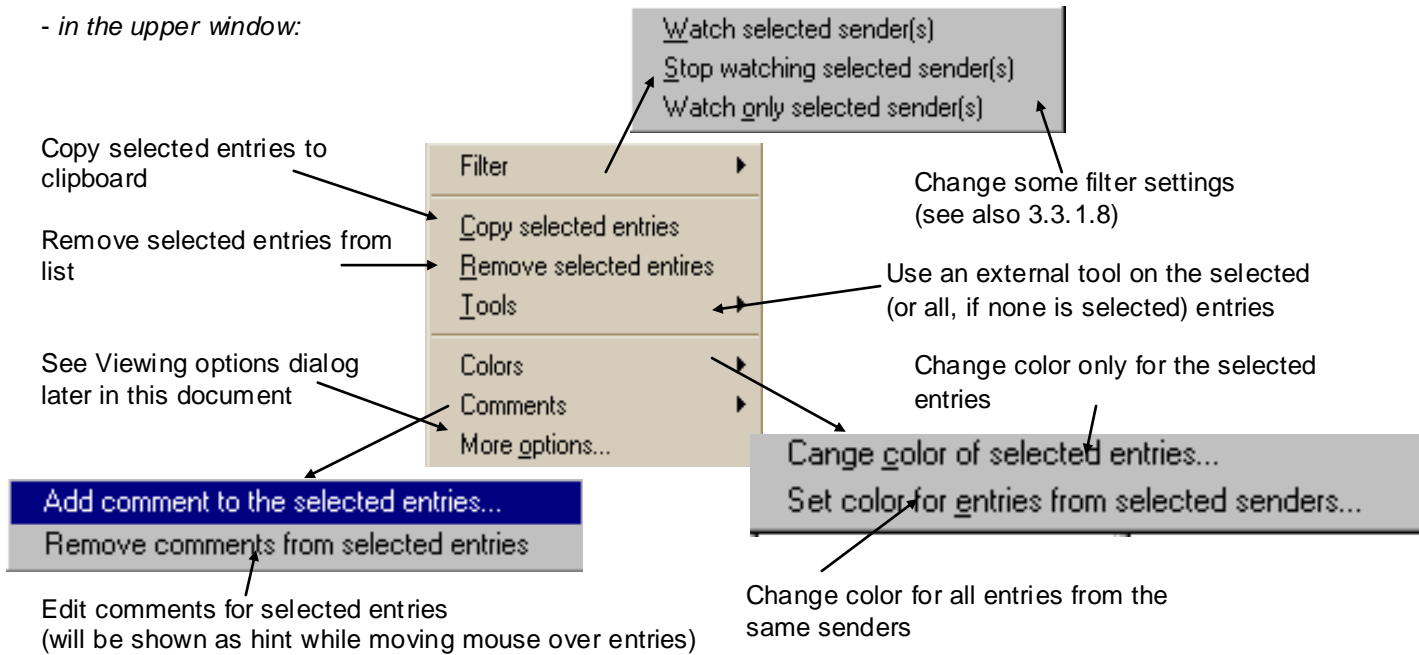 - in the upper window:
Watch selected sender(s)
Stop watching selected sender(s)
Watch only selected sender(s)
Copy selected entries to
clipboard
Filter
Change some filter settings
(see also 3.3.1.8)
Remove selected entries from
list
Copy selected entries
Remove selected entires
Tools
Use an external tool on the selected
(or all, if none is selected) entries
See Viewing options dialog
later in this document
Colors
Comments
More options...
Change color only for the selected
entries
Cange color of selected entries...
Set color for entries from selected senders...
Add comment to the selected entries...
Remove comments from selected entries
Edit comments for selected entries
(will be shown as hint while moving mouse over entries)
Change color for all entries from the
same senders